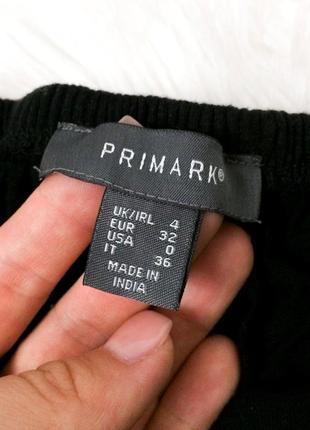 PRIMARK®
UK/IRL 4
EUR 32
USA 0
IT 36
MADE IN
INDIA